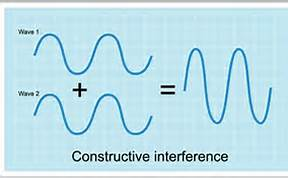 Wave 1
Wave 2
+
=
Constructive interference